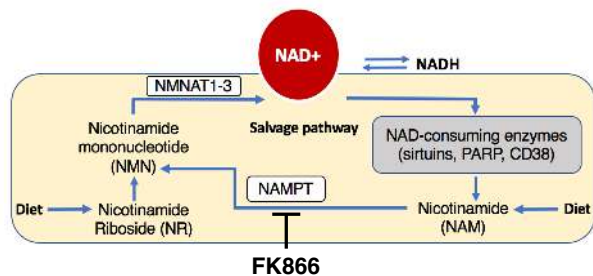 NAD+
NADH
NMNAT1-3
Salvage pathway
Nicotinamide
mononucleotide
(NMN)
NAD-consuming enzymes
(sirtuins, PARP, CD38)
NAMPT
Diet
Nicotinamide
Riboside (NR)
Nicotinamide
(NAM)
Diet
FK866